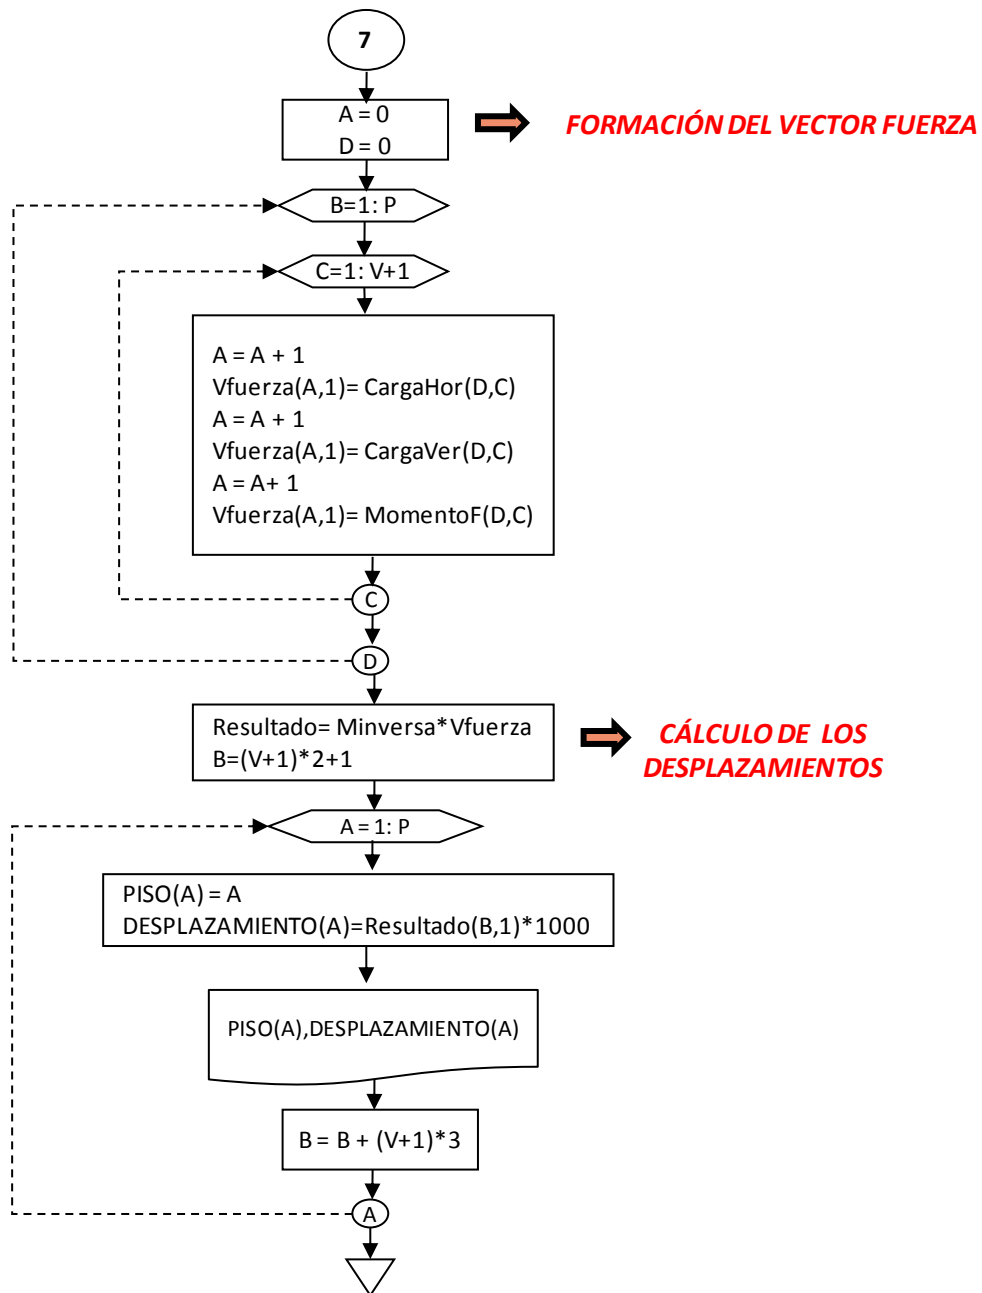 7
A = 0
D = 0
FORMACIÓN DEL VECTOR FUERZA
B=1: P
C=1: V+1
A = A + 1
Vfuerza(A,1)= CargaHor(D,C)
A = A + 1
Vfuerza(A,1)= CargaVer(D,C)
A = A+ 1
Vfuerza(A,1)= MomentoF(D,C)
C
D
Resultado= Minversa*Vfuerza
B=(V+1)*2+1
CÁLCULO DE LOS
DESPLAZAMIENTOS
A = 1: P
PISO(A) = A
DESPLAZAMIENTO(A)=Resultado(B,1)*1000
PISO(A),DESPLAZAMIENTO(A)
B = B + (V+1)*3
A